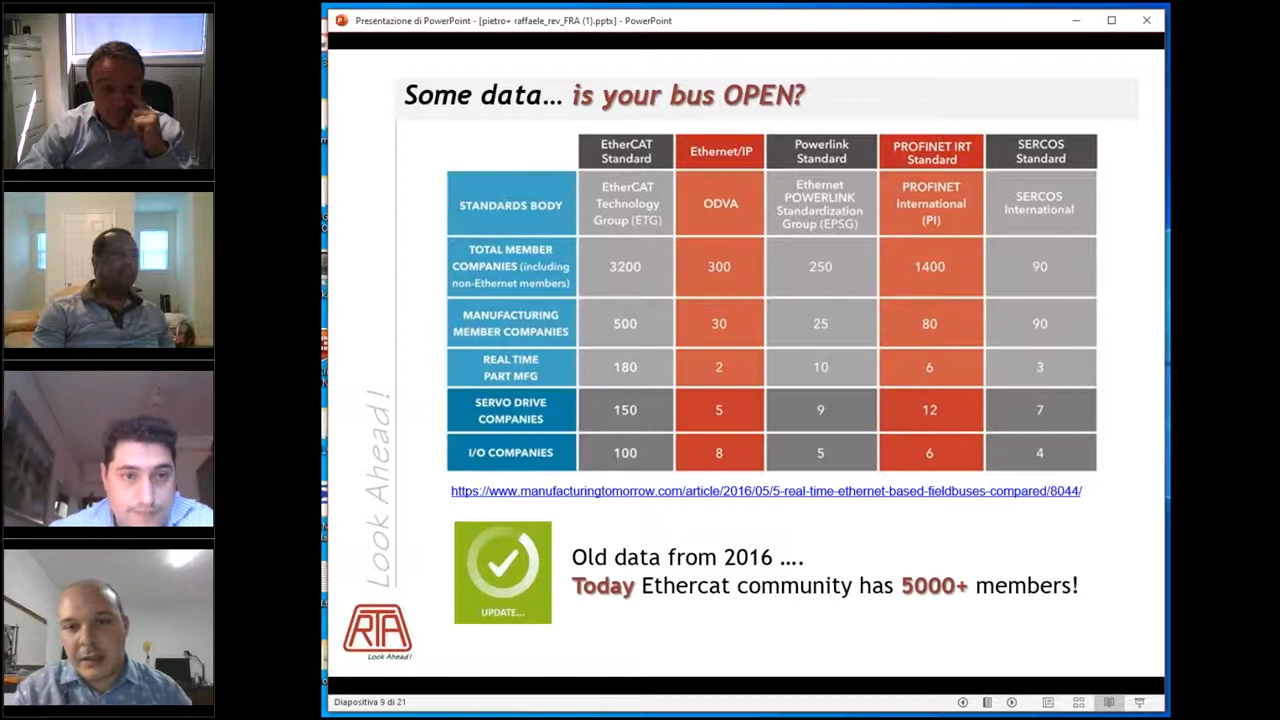 Presentazione di PowerPoint - [pietro+ raffaele_rev_FRA (1).pptx] - PowerPoint
Some data… is your bus OPEN?
EtherCAT Standard
Ethernet/IP
Powerlink Standard
PROFINET IRT Standard
SERCOS Standard
STANDARDS BODY
EtherCAT Technology Group (ETG)
ODVA
Ethernet POWERLINK Standardization Group (EPSG)
PROFINET International (PI)
SERCOS International
TOTAL MEMBER COMPANIES (including non-Ethernet members)
3200
300
250
1400
90
MANUFACTURING MEMBER COMPANIES
500
30
25
80
90
REAL TIME PART MFG
180
2
10
6
3
SERVO DRIVE COMPANIES
150
5
9
12
7
I/O COMPANIES
100
8
5
6
4
https://www.manufacturingtomorrow.com/article/2016/05/5-real-time-ethernet-based-fieldbuses-compared/8044/
Look Ahead!
UPDATE...
Old data from 2016 ….
Today Ethercat community has 5000+ members!
RTA
Look Ahead!
Diapositiva 9 di 21